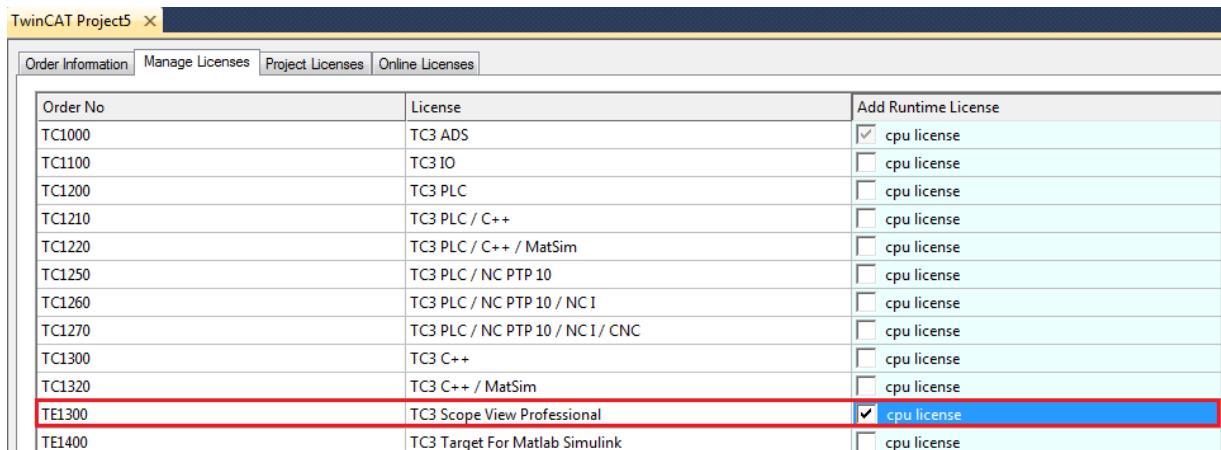 TwinCAT Project5
Order Information Manage Licenses Project Licenses Online Licenses
Order No License Add Runtime License
TC1000 TC3 ADS cpu license
TC1100 TC3 IO cpu license
TC1200 TC3 PLC cpu license
TC1210 TC3 PLC / C++ cpu license
TC1220 TC3 PLC / C++ / MatSim cpu license
TC1250 TC3 PLC / NC PTP 10 cpu license
TC1260 TC3 PLC / NC PTP 10 / NC I cpu license
TC1270 TC3 PLC / NC PTP 10 / NC I / CNC cpu license
TC1300 TC3 C++ cpu license
TC1320 TC3 C++ / MatSim cpu license
TE1300 TC3 Scope View Professional cpu license
TE1400 TC3 Target For Matlab Simulink cpu license